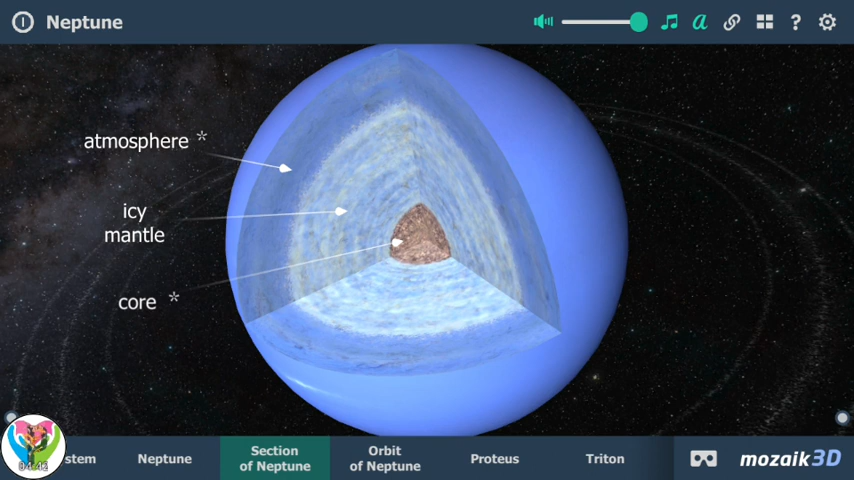 Neptune
a
?
atmosphere *
icy
mantle
core *
stem
Neptune
Section
of Neptune
Orbit
of Neptune
Proteus
Triton
mozaik3D